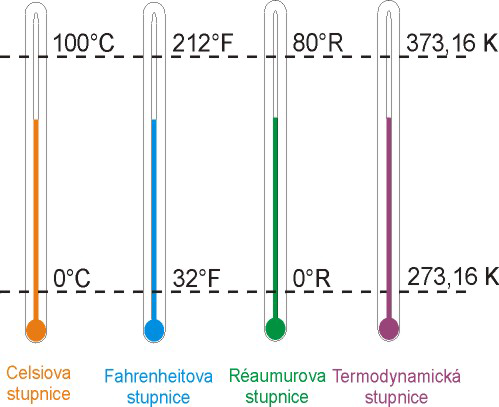 100°C 212°F 80°R 373,16 K
0°C 32°F 0°R 273,16 K
Celsiova Fahrenheitova Réaumurova Termodynamická
stupnice stupnice stupnice stupnice